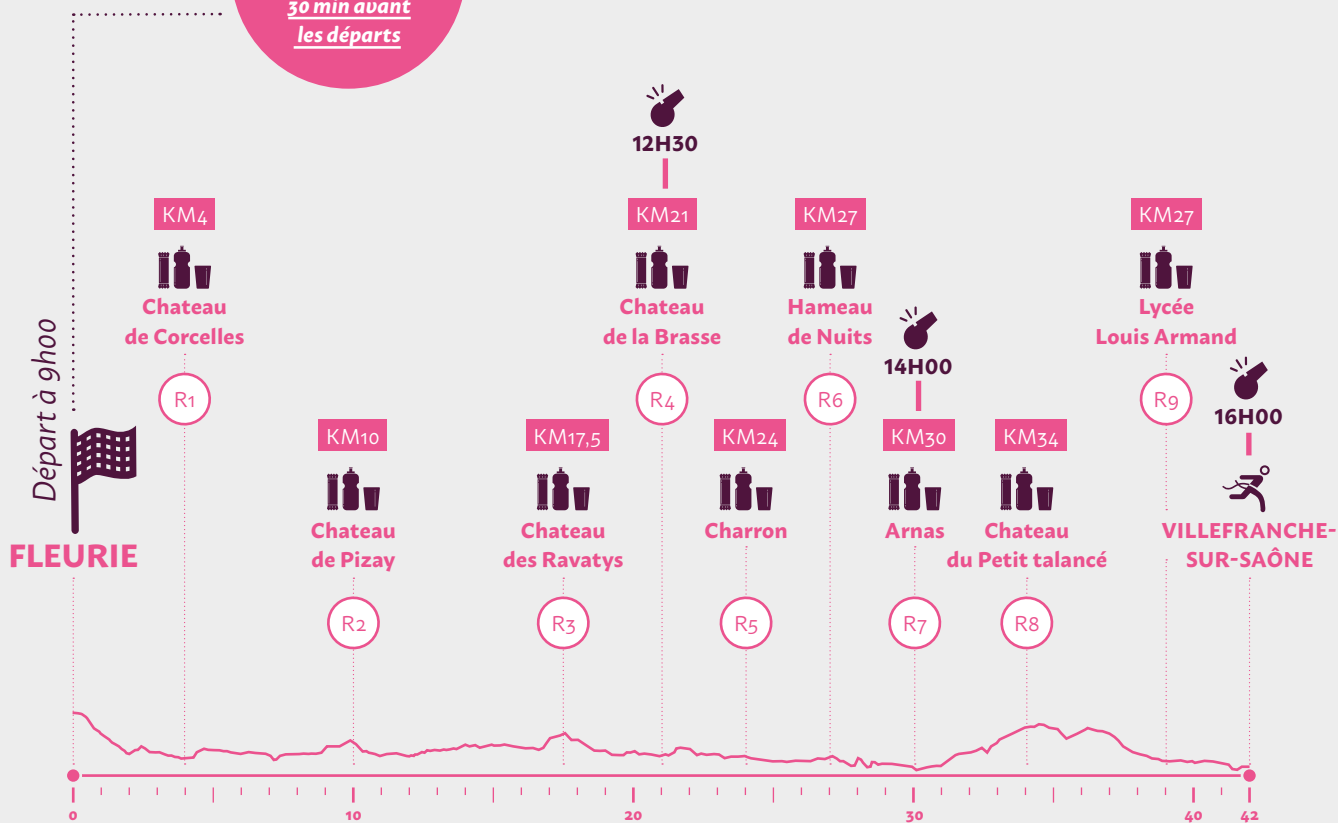 30 min avant
les départs
12H30
KM4
KM21
KM27
KM27
Chateau
de Corcelles
Chateau
de la Brasse
Hameau
de Nuits
Lycée
Louis Armand
14H00
16H00
R1
R4
R6
R9
Départ à 9h00
FLEURIE
KM10
KM17,5
KM24
KM30
KM34
Chateau
de Pizay
Chateau
des Ravatys
Charron
Arnas
Chateau
du Petit talancé
VILLEFRANCHE-
SUR-SAÔNE
R2
R3
R5
R7
R8
0
10
20
30
40
42